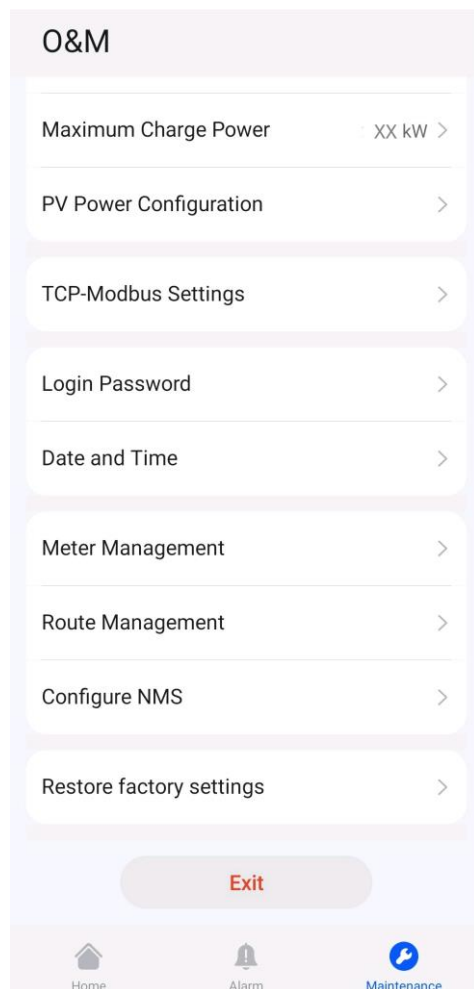 O&M
Maximum Charge Power XX kW
PV Power Configuration
TCP-Modbus Settings
Login Password
Date and Time
Meter Management
Route Management
Configure NMS
Restore factory settings
Exit
Home Alarm Maintenance